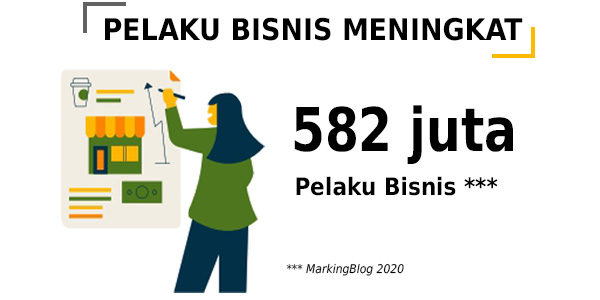 PELAKU BISNIS MENINGKAT
582 juta
Pelaku Bisnis ***
*** MarkingBlog 2020